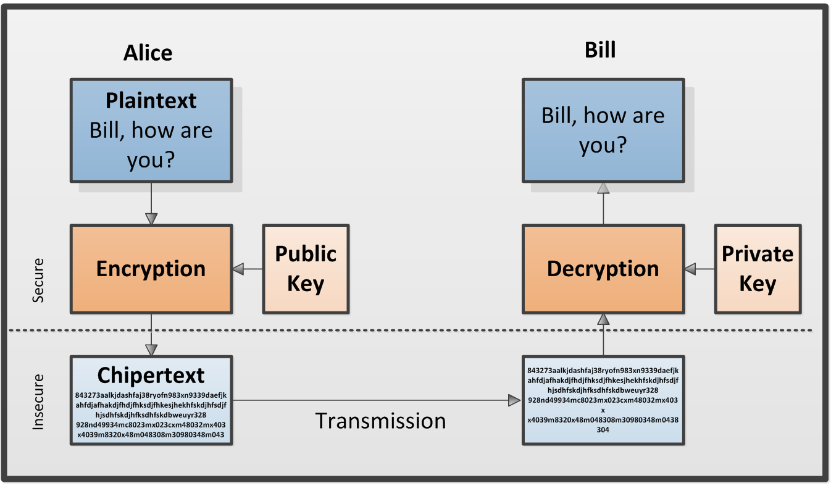 Alice
Bill
Plaintext
Bill, how are
you?
Bill, how are
you?
Secure
Encryption
Public
Key
Decryption
Private
Key
Insecure
Chipertext
843273aalkjdashfaj38ryofn983xn9339daefjk
ahfdjafhakdjfhdjfhksdjfhkesjhekhfskdjhfsdjf
hjsdhfskdjhfksdhfskdbweuyr328
928nd49934mc8023mx023cxm48032mx403
x4039m8320x48m048308m30980348m043
Transmission
843273aalkjdashfaj38ryofn983xn9339daefjk
ahfdjafhakdjfhdjfhksdjfhkesjhekhfskdjhfsdjf
hjsdhfskdjhfksdhfskdbweuyr328
928nd49934mc8023mx023cxm48032mx403
x
x4039m8320x48m048308m30980348m0438
304